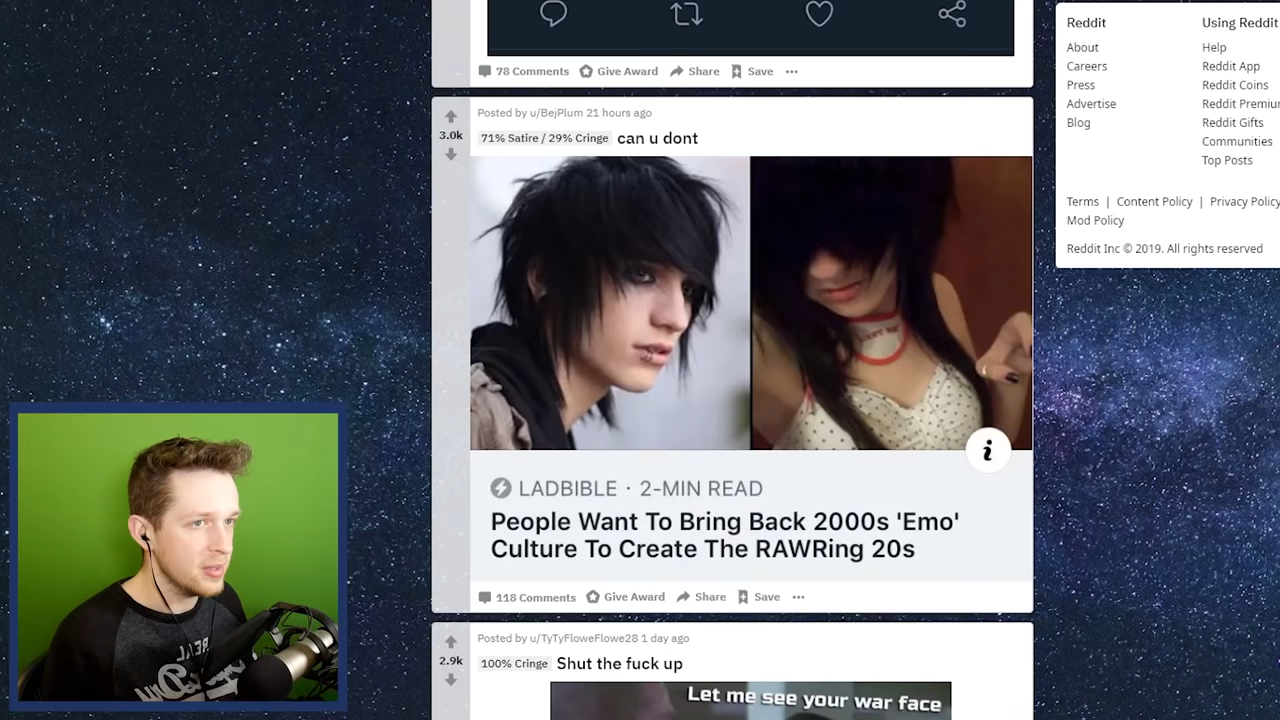 78 Comments Give Award Share Save
Posted by u/BejPlum 21 hours ago
3.0k
71% Satire / 29% Cringe can u dont
i
LADBIBLE · 2-MIN READ
People Want To Bring Back 2000s 'Emo'
Culture To Create The RAWRing 20s
118 Comments Give Award Share Save
Posted by u/TyTyFloweFlowe28 1 day ago
2.9k
100% Cringe Shut the fuck up
Let me see your war face
Reddit
About
Careers
Press
Advertise
Blog
Using Reddit
Help
Reddit App
Reddit Coins
Reddit Premiu
Reddit Gifts
Communities
Top Posts
Terms | Content Policy | Privacy Policy
Mod Policy
Reddit Inc © 2019. All rights reserved